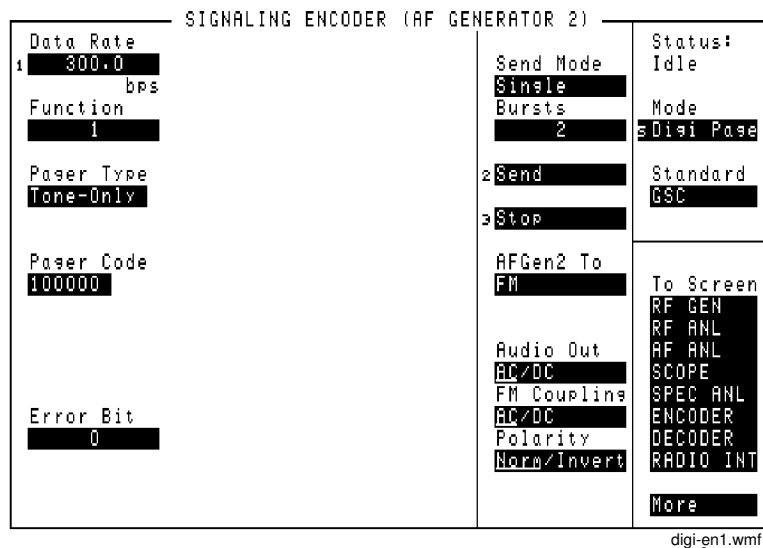 SIGNALING ENCODER (AF GENERATOR 2)
Data Rate
1 300.0
bps
Function
1
Pager Type
Tone-Only
Pager Code
100000
Error Bit
0
Send Mode
Single
Bursts
2
2 Send
3 Stop
AFGen2 To
FM
Audio Out
AC/DC
FM Coupling
AC/DC
Polarity
Norm/Invert
Status:
Idle
Mode
s Digi Page
Standard
GSC
To Screen
RF GEN
RF ANL
AF ANL
SCOPE
SPEC ANL
ENCODER
DECODER
RADIO INT
More
digi-en1.wmf